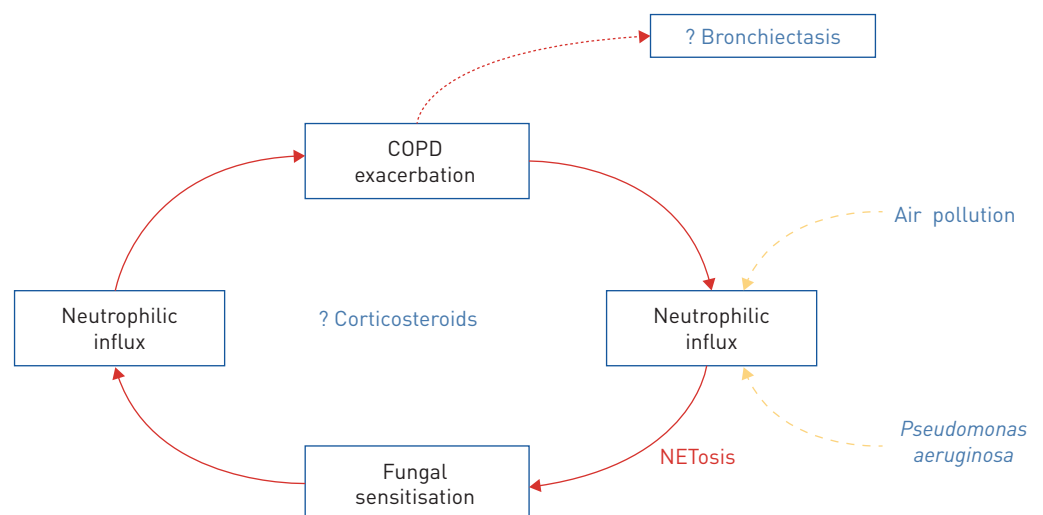 ? Bronchiectasis
COPD
exacerbation
Air pollution
Neutrophilic
influx
? Corticosteroids
Neutrophilic
influx
Pseudomonas
aeruginosa
NETosis
Fungal
sensitisation